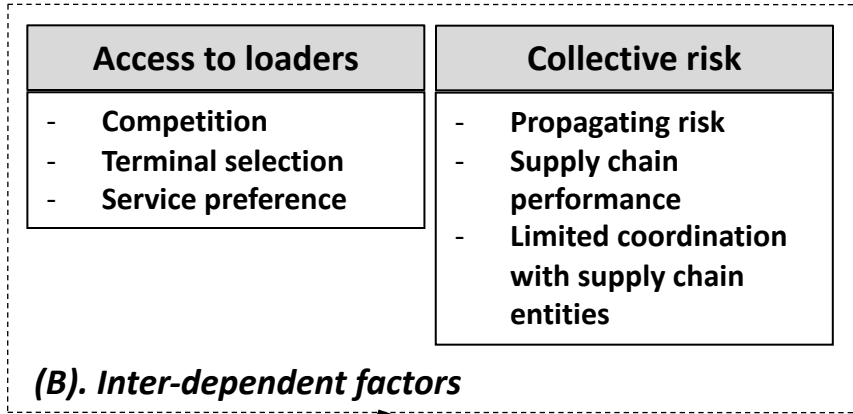 Access to loaders
- Competition
- Terminal selection
- Service preference
Collective risk
- Propagating risk
- Supply chain
performance
- Limited coordination
with supply chain
entities
(B). Inter-dependent factors